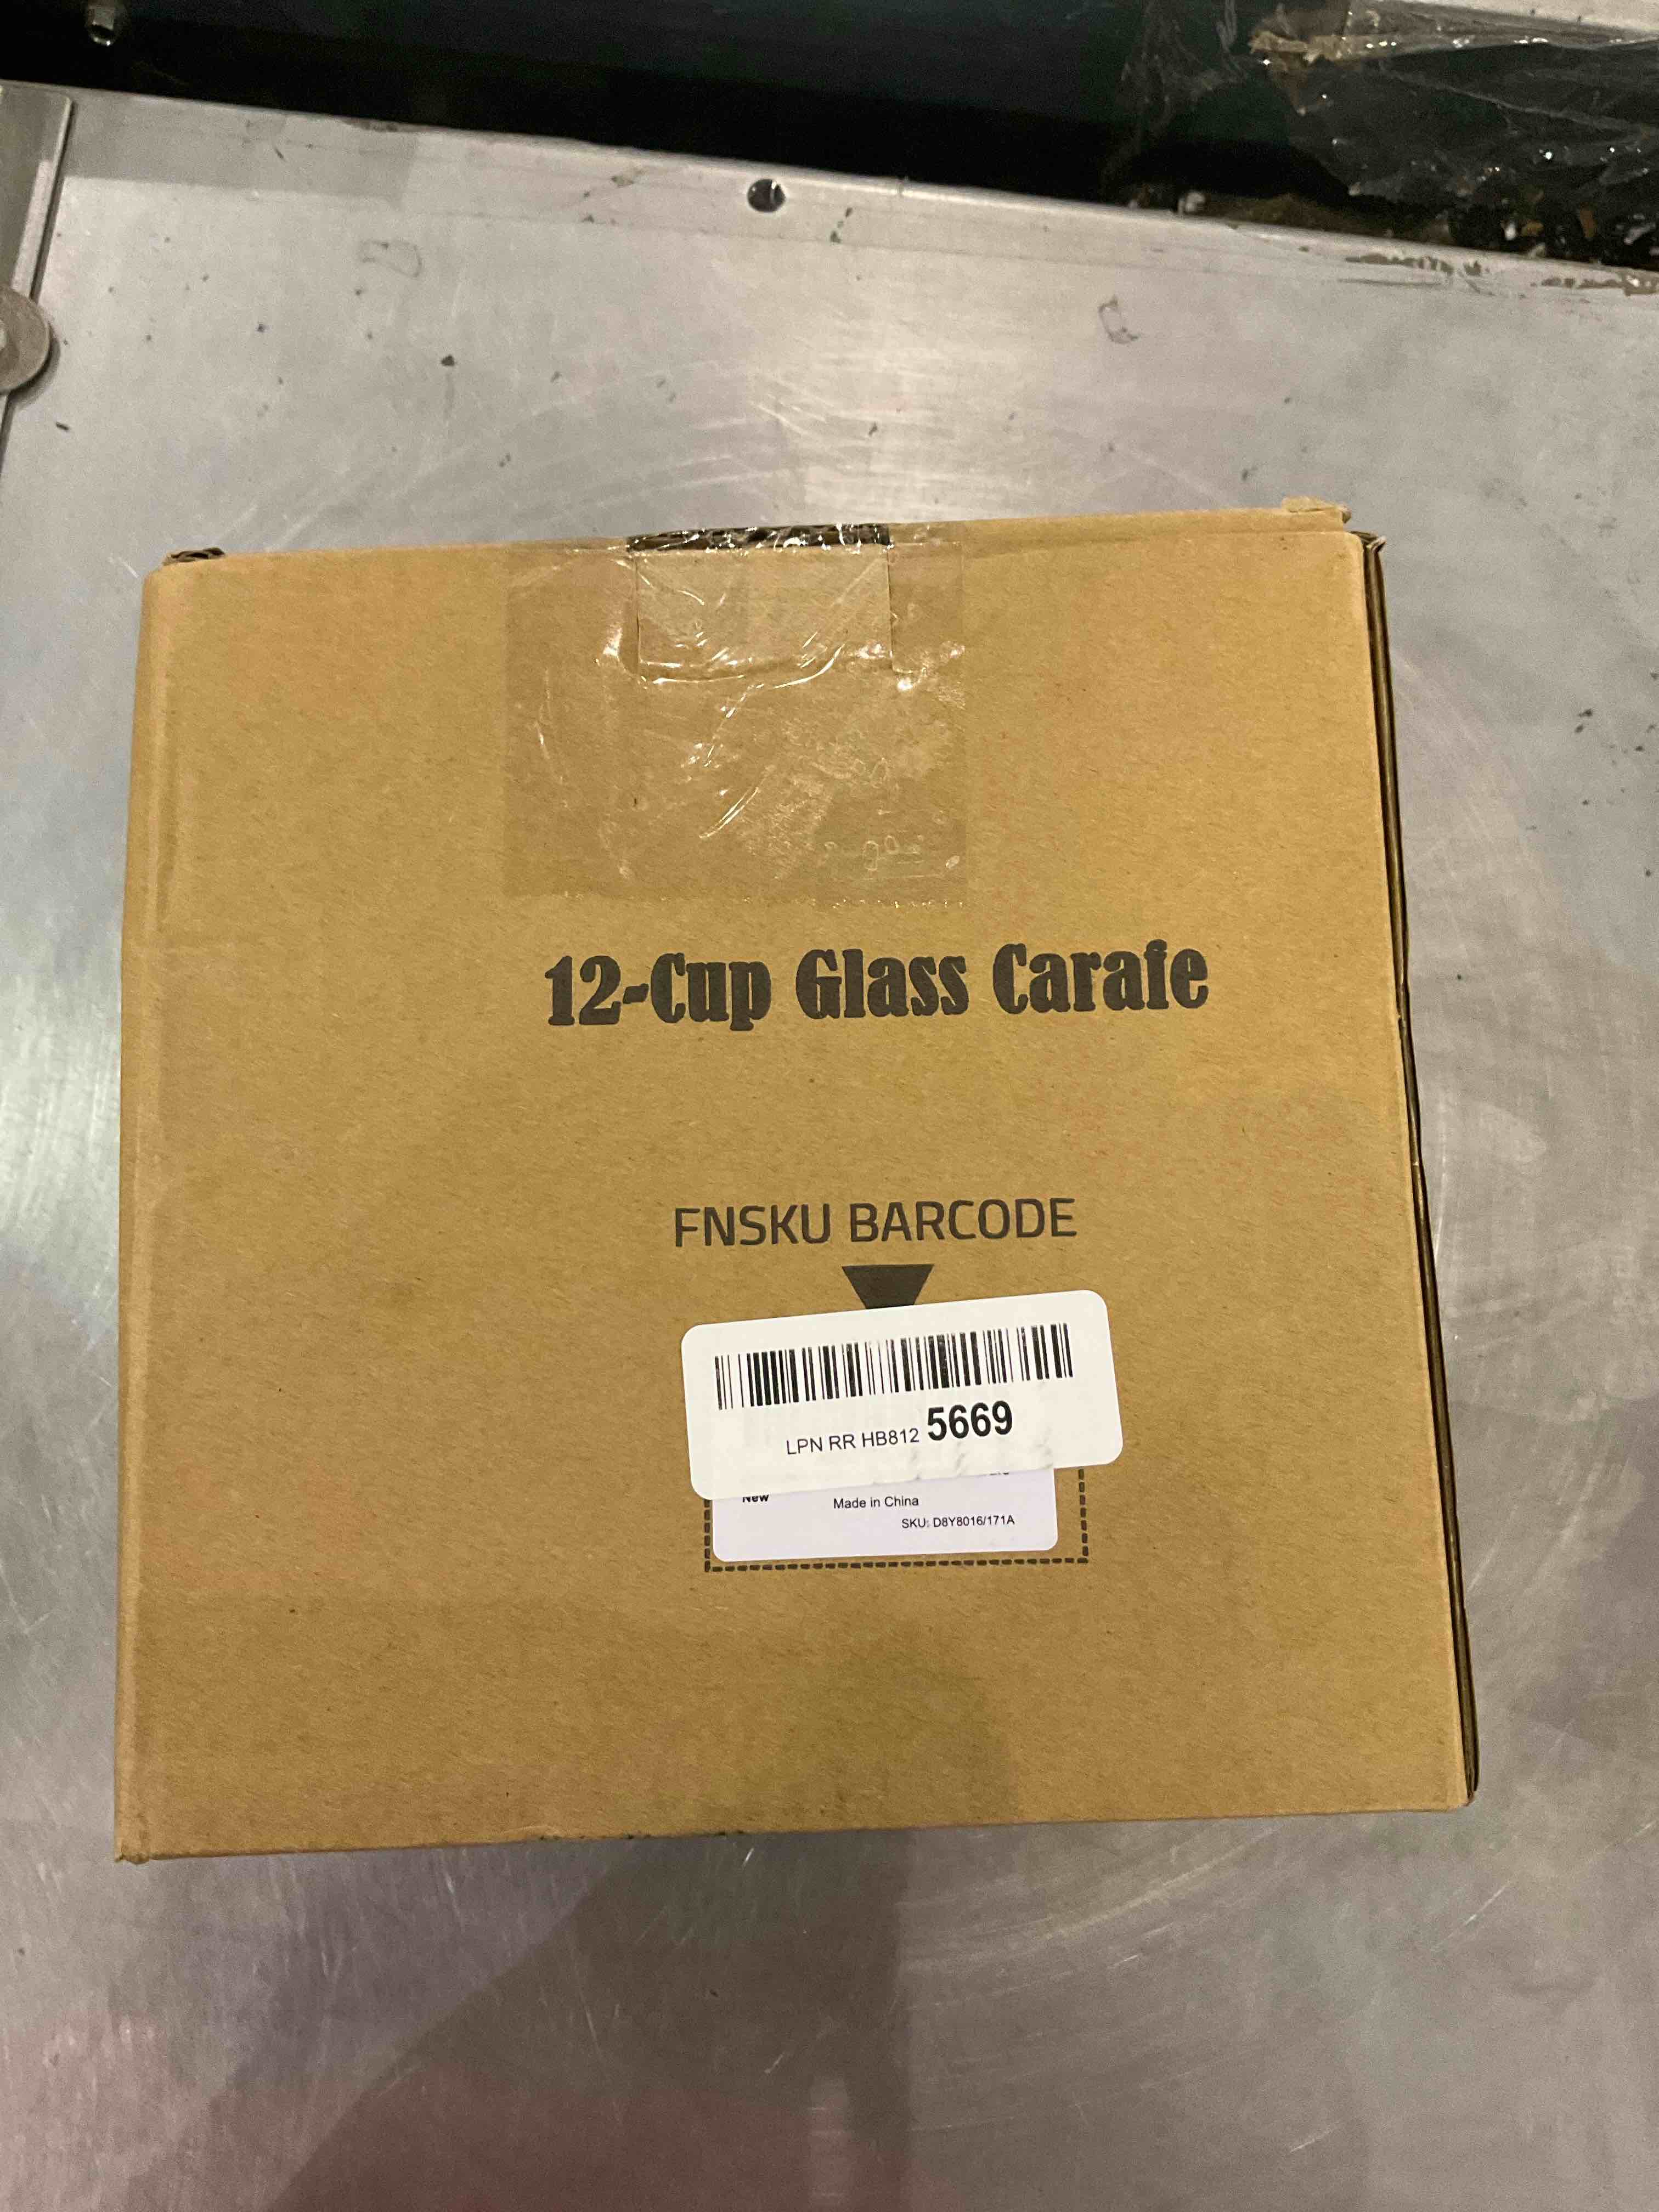 12-Cup Glass Carafe
FNSKU BARCODE
LPN RR HB812 5669
New
Made in China
SKU: D8Y8016/171A